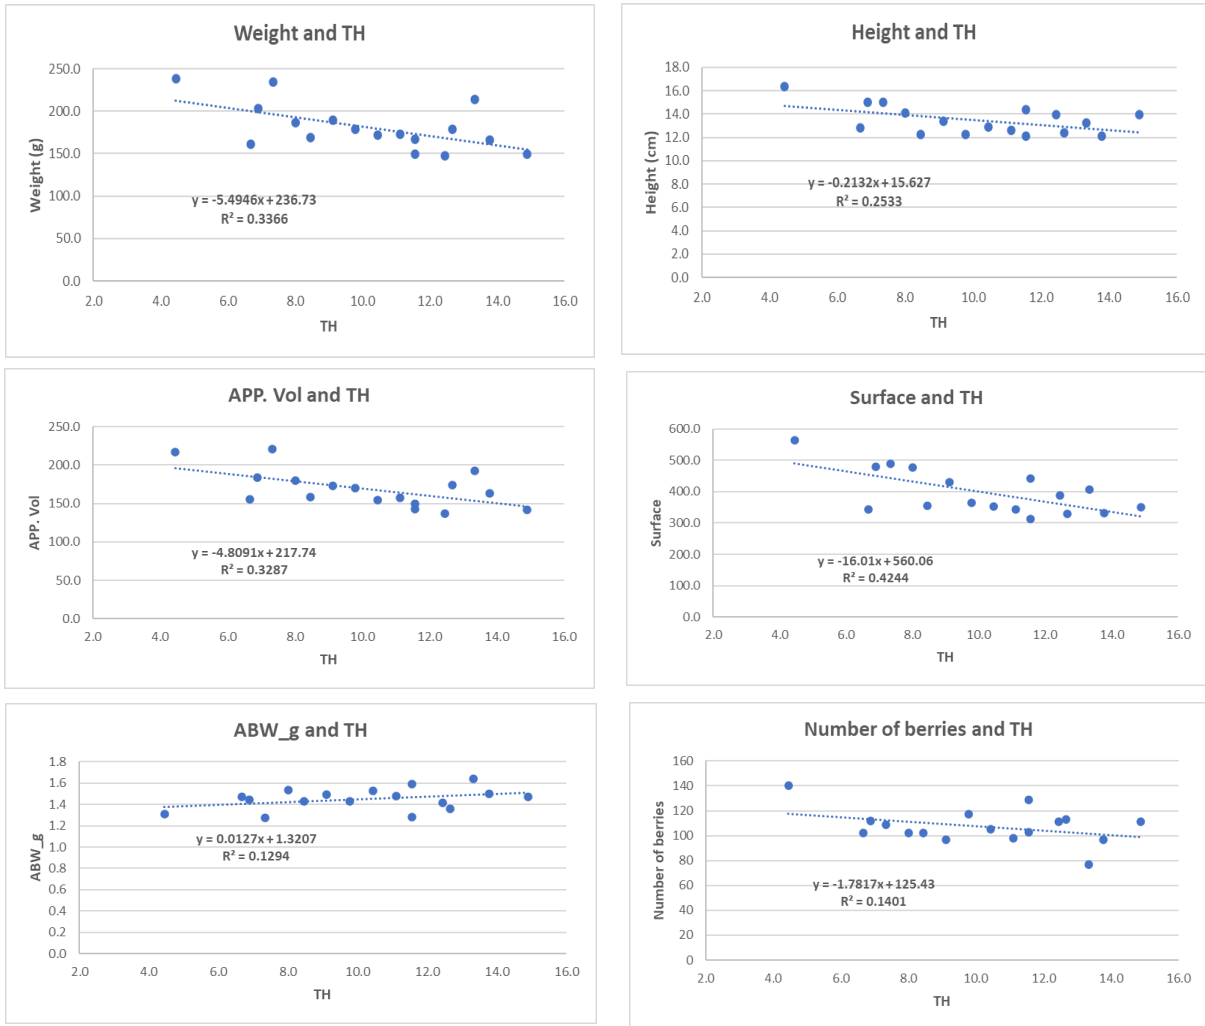 Weight and TH
250.0
200.0
150.0
100.0
50.0
0.0
Weight (g)
y = -5.4946x + 236.73
R² = 0.3366
2.0 4.0 6.0 8.0 10.0 12.0 14.0 16.0
TH
Height and TH
18.0
16.0
14.0
12.0
10.0
8.0
6.0
4.0
2.0
0.0
Height (cm)
y = -0.2132x + 15.627
R² = 0.2533
2.0 4.0 6.0 8.0 10.0 12.0 14.0 16.0
TH
APP. Vol and TH
250.0
200.0
150.0
100.0
50.0
0.0
APP. Vol
y = -4.8091x + 217.74
R² = 0.3287
2.0 4.0 6.0 8.0 10.0 12.0 14.0 16.0
TH
Surface and TH
600.0
500.0
400.0
300.0
200.0
100.0
0.0
Surface
y = -16.01x + 560.06
R² = 0.4244
2.0 4.0 6.0 8.0 10.0 12.0 14.0 16.0
TH
ABW_g and TH
1.8
1.6
1.4
1.2
1.0
0.8
0.6
0.4
0.2
0.0
ABW_g
y = 0.0127x + 1.3207
R² = 0.1294
2.0 4.0 6.0 8.0 10.0 12.0 14.0 16.0
TH
Number of berries and TH
160
140
120
100
80
60
40
20
0
Number of berries
y = -1.7817x + 125.43
R² = 0.1401
2.0 4.0 6.0 8.0 10.0 12.0 14.0 16.0
TH